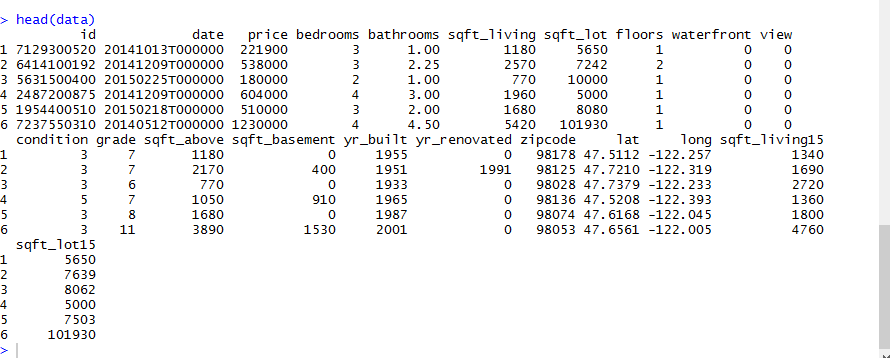 > head(data)
id date price bedrooms bathrooms sqft_living sqft_lot floors waterfront view
1 7129300520 20141013T000000 221900 3 1.00 1180 5650 1 0 0
2 6414100192 20141209T000000 538000 3 2.25 2570 7242 2 0 0
3 5631500400 20150225T000000 180000 2 1.00 770 10000 1 0 0
4 2487200875 20141209T000000 604000 4 3.00 1960 5000 1 0 0
5 1954400510 20150218T000000 510000 3 2.00 1680 8080 1 0 0
6 7237550310 20140512T000000 1230000 4 4.50 5420 101930 1 0 0
condition grade sqft_above sqft_basement yr_built yr_renovated zipcode lat long sqft_living15
1 3 7 1180 0 1955 0 98178 47.5112 -122.257 1340
2 3 7 2170 400 1951 1991 98125 47.7210 -122.319 1690
3 3 6 770 0 1933 0 98028 47.7379 -122.233 2720
4 5 7 1050 910 1965 0 98136 47.5208 -122.393 1360
5 3 8 1680 0 1987 0 98074 47.6168 -122.045 1800
6 3 11 3890 1530 2001 0 98053 47.6561 -122.005 4760
sqft_lot15
1 5650
2 7639
3 8062
4 5000
5 7503
6 101930
>